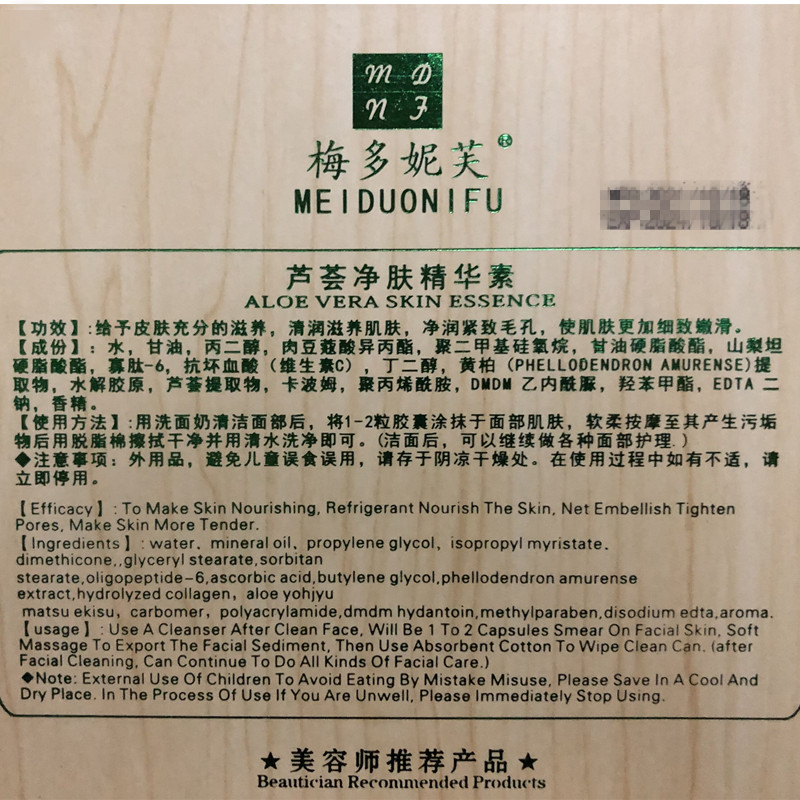 M D
N F
梅多妮芙®
MEIDUONIFU
芦荟净肤精华素
ALOE VERA SKIN ESSENCE
【功效】:给予皮肤充分的滋养，清润滋养肌肤，净润紧致毛孔，使肌肤更加细致嫩滑。
【成份】：水，甘油，丙二醇，肉豆蔻酸异丙酯，聚二甲基硅氧烷，甘油硬脂酸酯，山梨坦
硬脂酸酯，寡肽-6，抗坏血酸（维生素C），丁二醇，黄柏（PHELLODENDRON AMURENSE)提
取物，水解胶原，芦荟提取物，卡波姆，聚丙烯酰胺，DMDM 乙内酰脲，羟苯甲酯，EDTA 二
钠，香精。
【使用方法】:用洗面奶清洁面部后，将1-2粒胶囊涂抹于面部肌肤，软柔按摩至其产生污垢
物后用脱脂棉擦拭干净并用清水洗净即可。(洁面后，可以继续做各种面部护理.)
◆注意事项：外用品，避免儿童误食误用，请存于阴凉干燥处。在使用过程中如有不适，请
立即停用。
【Efficacy】: To Make Skin Nourishing, Refrigerant Nourish The Skin, Net Embellish Tighten
Pores, Make Skin More Tender.
【Ingredients】: water、mineral oil、propylene glycol、isopropyl myristate、
dimethicone,,glyceryl stearate,sorbitan
stearate,oligopeptide-6,ascorbic acid,butylene glycol,phellodendron amurense
extract,hydrolyzed collagen、aloe yohjyu
matsu ekisu、carbomer、polyacrylamide,dmdm hydantoin,methylparaben,disodium edta,aroma.
【usage】: Use A Cleanser After Clean Face, Will Be 1 To 2 Capsules Smear On Facial Skin, Soft
Massage To Export The Facial Sediment, Then Use Absorbent Cotton To Wipe Clean Can. (after
Facial Cleaning, Can Continue To Do All Kinds Of Facial Care.)
◆Note: External Use Of Children To Avoid Eating By Mistake Misuse, Please Save In A Cool And
Dry Place. In The Process Of Use If You Are Unwell, Please Immediately Stop Using.
★美容师推荐产品★
Beautician Recommended Products